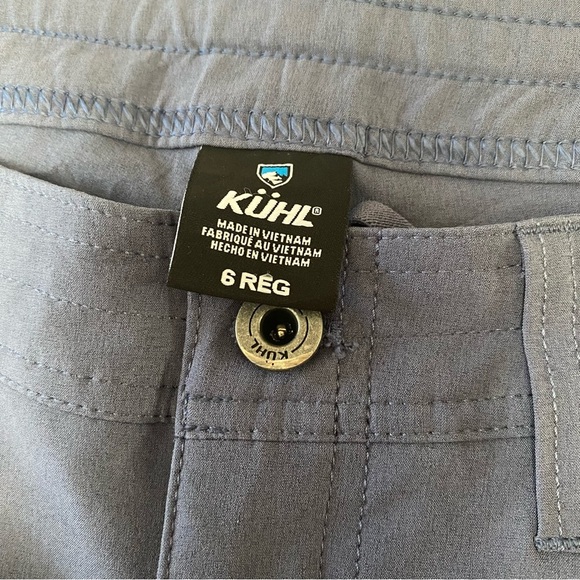 KÜHL®
MADE IN VIETNAM
FABRIQUÉ AU VIETNAM
HECHO EN VIETNAM
6 REG
KÜHL